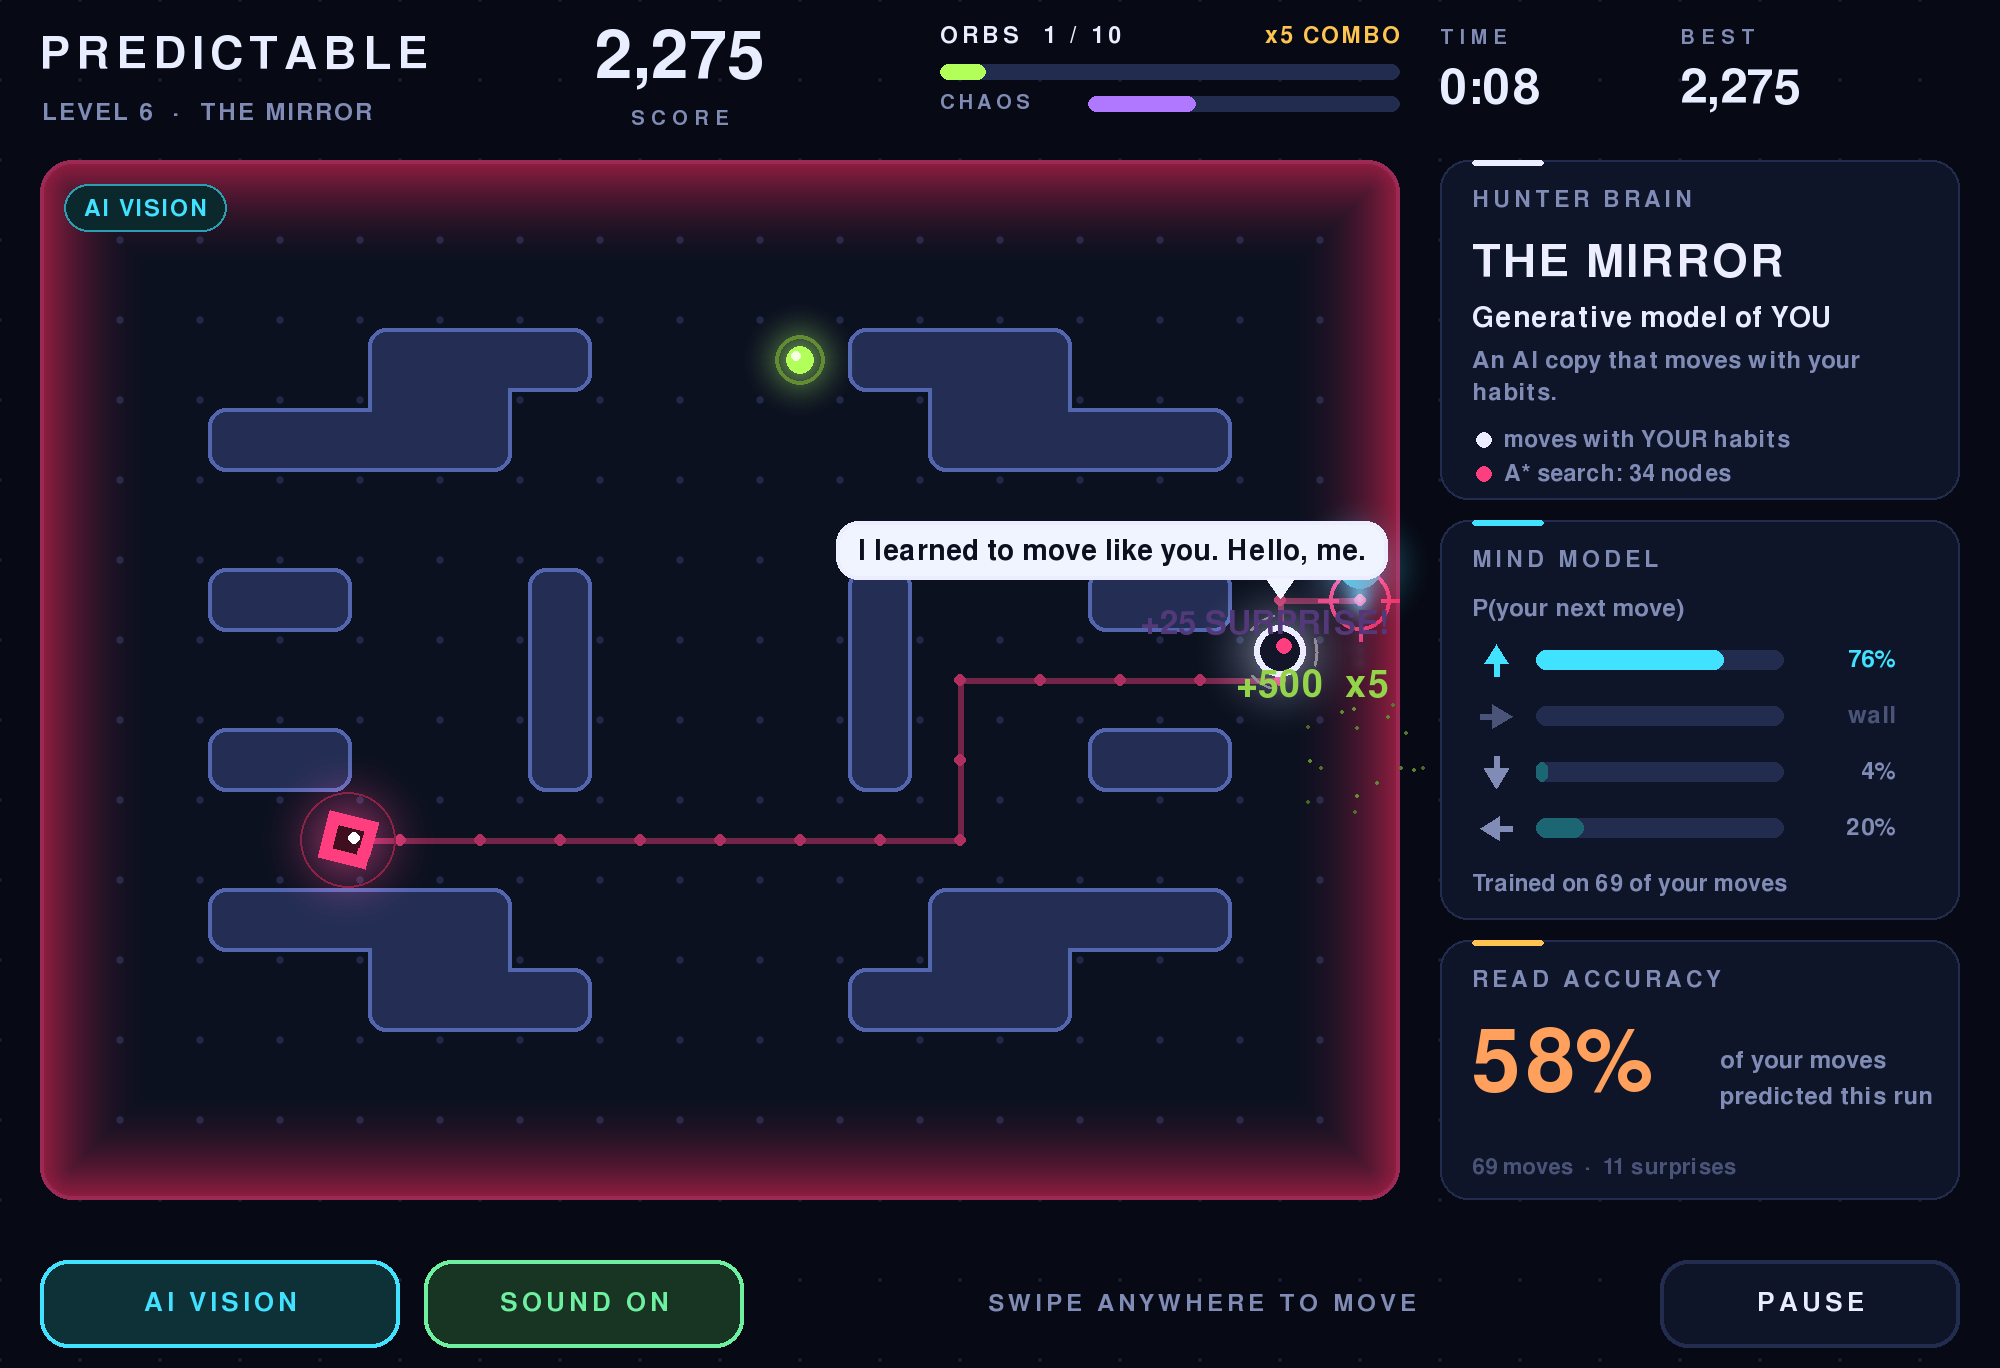 PREDICTABLE
LEVEL 6 · THE MIRROR
2,275
SCORE
ORBS 1 / 10
x5 COMBO
CHAOS
TIME
0:08
BEST
2,275
AI VISION
I learned to move like you. Hello, me.
+25 SURPRISE!
+500 x5
HUNTER BRAIN
THE MIRROR
Generative model of YOU
An AI copy that moves with your
habits.
moves with YOUR habits
A* search: 34 nodes
MIND MODEL
P(your next move)
76%
wall
4%
20%
Trained on 69 of your moves
READ ACCURACY
58%
of your moves
predicted this run
69 moves · 11 surprises
AI VISION
SOUND ON
SWIPE ANYWHERE TO MOVE
PAUSE